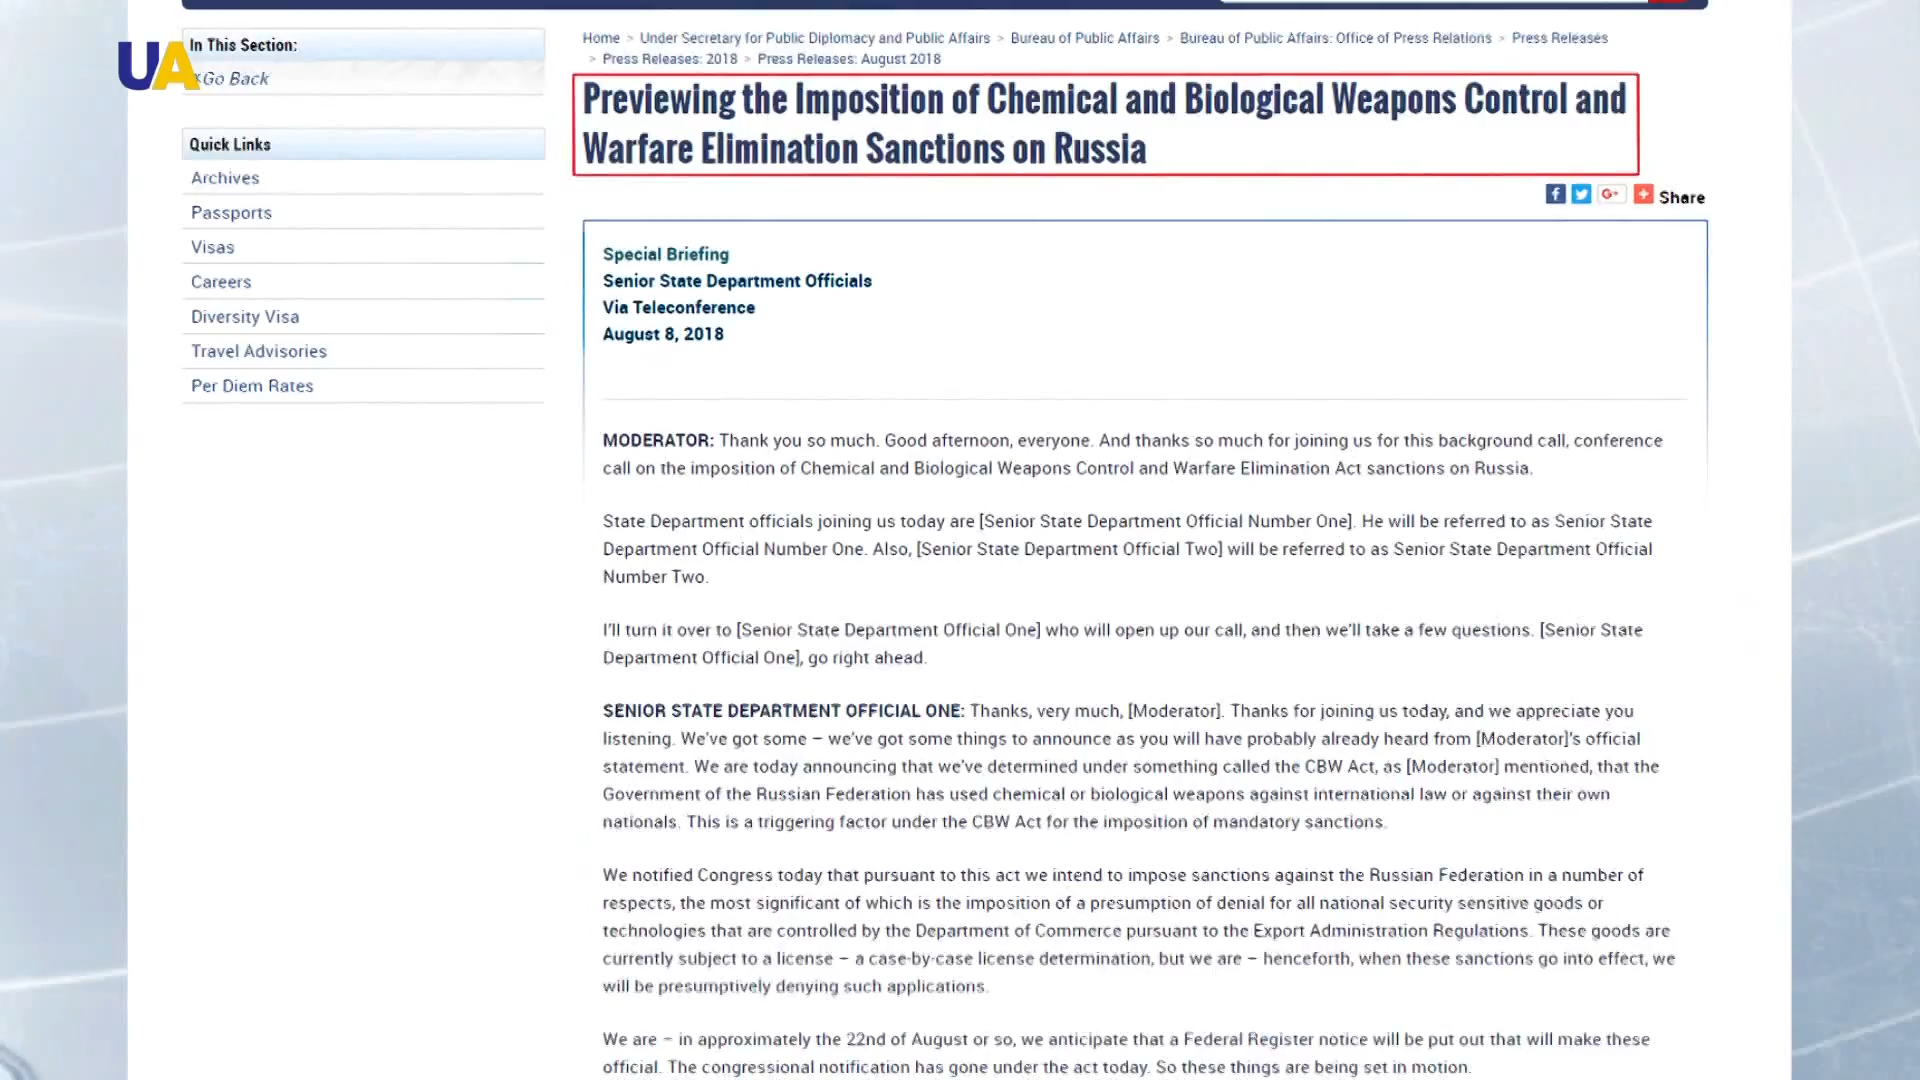 UA
In This Section:
Go Back
Quick Links
Archives
Passports
Visas
Careers
Diversity Visa
Travel Advisories
Per Diem Rates
Home > Under Secretary for Public Diplomacy and Public Affairs > Bureau of Public Affairs > Bureau of Public Affairs: Office of Press Relations > Press Releases
> Press Releases: 2018 > Press Releases: August 2018
Previewing the Imposition of Chemical and Biological Weapons Control and
Warfare Elimination Sanctions on Russia
f G+ + Share
Special Briefing
Senior State Department Officials
Via Teleconference
August 8, 2018
MODERATOR: Thank you so much. Good afternoon, everyone. And thanks so much for joining us for this background call, conference
call on the imposition of Chemical and Biological Weapons Control and Warfare Elimination Act sanctions on Russia.
State Department officials joining us today are [Senior State Department Official Number One]. He will be referred to as Senior State
Department Official Number One. Also, [Senior State Department Official Two] will be referred to as Senior State Department Official
Number Two.
I'll turn it over to [Senior State Department Official One] who will open up our call, and then we'll take a few questions. [Senior State
Department Official One], go right ahead.
SENIOR STATE DEPARTMENT OFFICIAL ONE: Thanks, very much, [Moderator]. Thanks for joining us today, and we appreciate you
listening. We've got some – we've got some things to announce as you will have probably already heard from [Moderator]'s official
statement. We are today announcing that we've determined under something called the CBW Act, as [Moderator] mentioned, that the
Government of the Russian Federation has used chemical or biological weapons against international law or against their own
nationals. This is a triggering factor under the CBW Act for the imposition of mandatory sanctions.
We notified Congress today that pursuant to this act we intend to impose sanctions against the Russian Federation in a number of
respects, the most significant of which is the imposition of a presumption of denial for all national security sensitive goods or
technologies that are controlled by the Department of Commerce pursuant to the Export Administration Regulations. These goods are
currently subject to a license – a case-by-case license determination, but we are – henceforth, when these sanctions go into effect, we
will be presumptively denying such applications.
We are – in approximately the 22nd of August or so, we anticipate that a Federal Register notice will be put out that will make these
official. The congressional notification has gone under the act today. So these things are being set in motion.